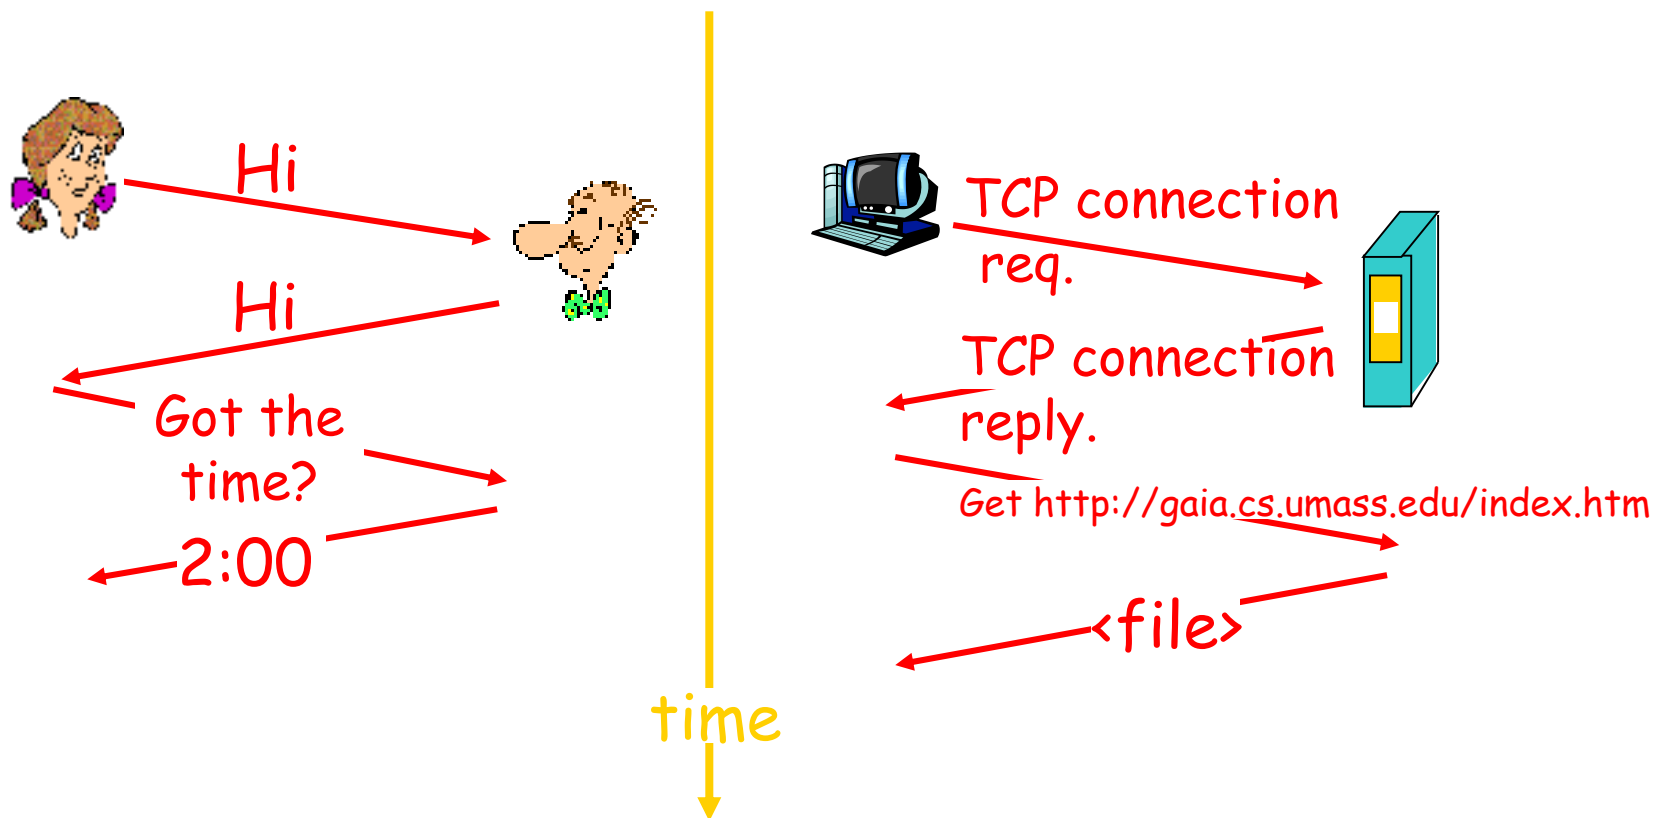 Hi
Hi
Got the
time?
2:00
TCP connection
req.
TCP connection
reply.
Get http://gaia.cs.umass.edu/index.htm
<file>
time